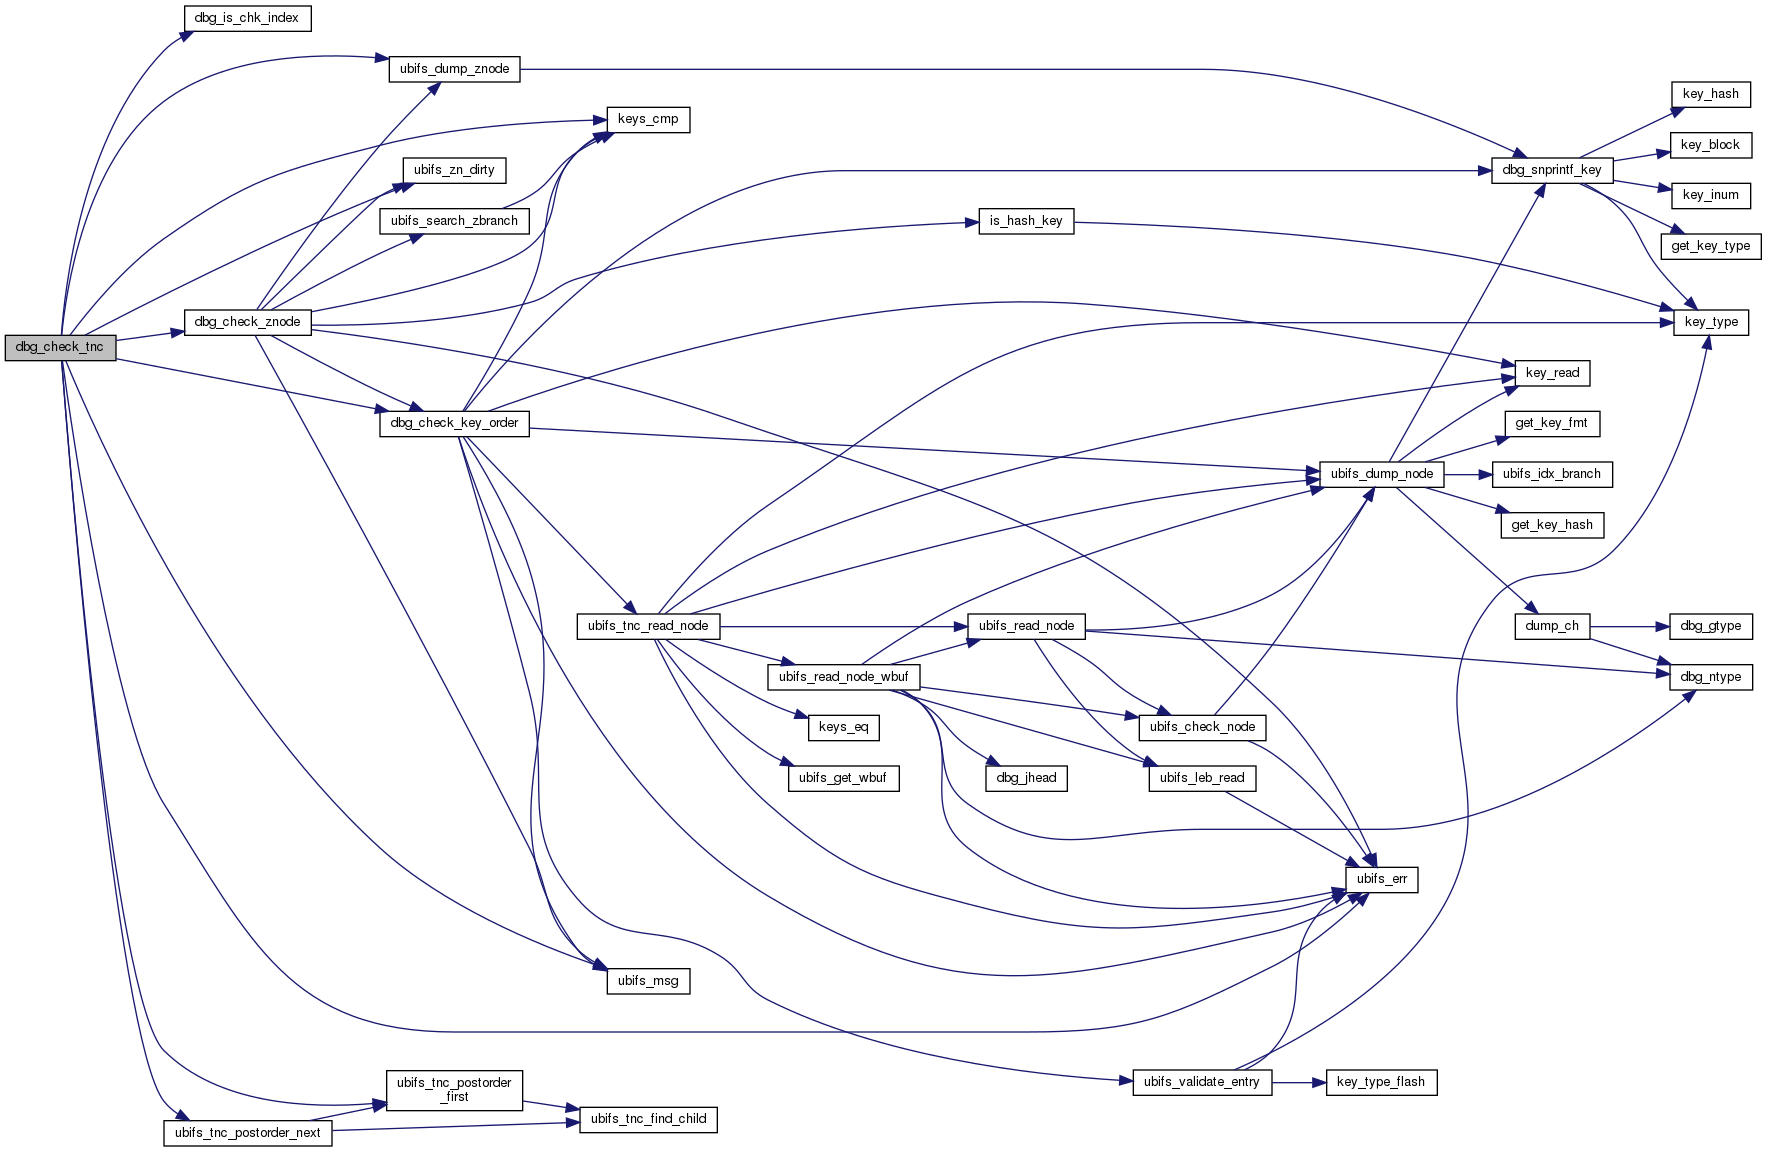 dbg_is_chk_index
ubifs_dump_znode
key_hash
keys_cmp
key_block
ubifs_zn_dirty
dbg_snprintf_key
key_inum
ubifs_search_zbranch
is_hash_key
get_key_type
dbg_check_znode
key_type
dbg_check_tnc
key_read
dbg_check_key_order
get_key_fmt
ubifs_dump_node
ubifs_idx_branch
get_key_hash
ubifs_tnc_read_node
ubifs_read_node
dump_ch
dbg_gtype
ubifs_read_node_wbuf
dbg_ntype
keys_eq
ubifs_check_node
ubifs_get_wbuf
dbg_jhead
ubifs_leb_read
ubifs_err
ubifs_msg
ubifs_tnc_postorder
_first
ubifs_validate_entry
key_type_flash
ubifs_tnc_find_child
ubifs_tnc_postorder_next